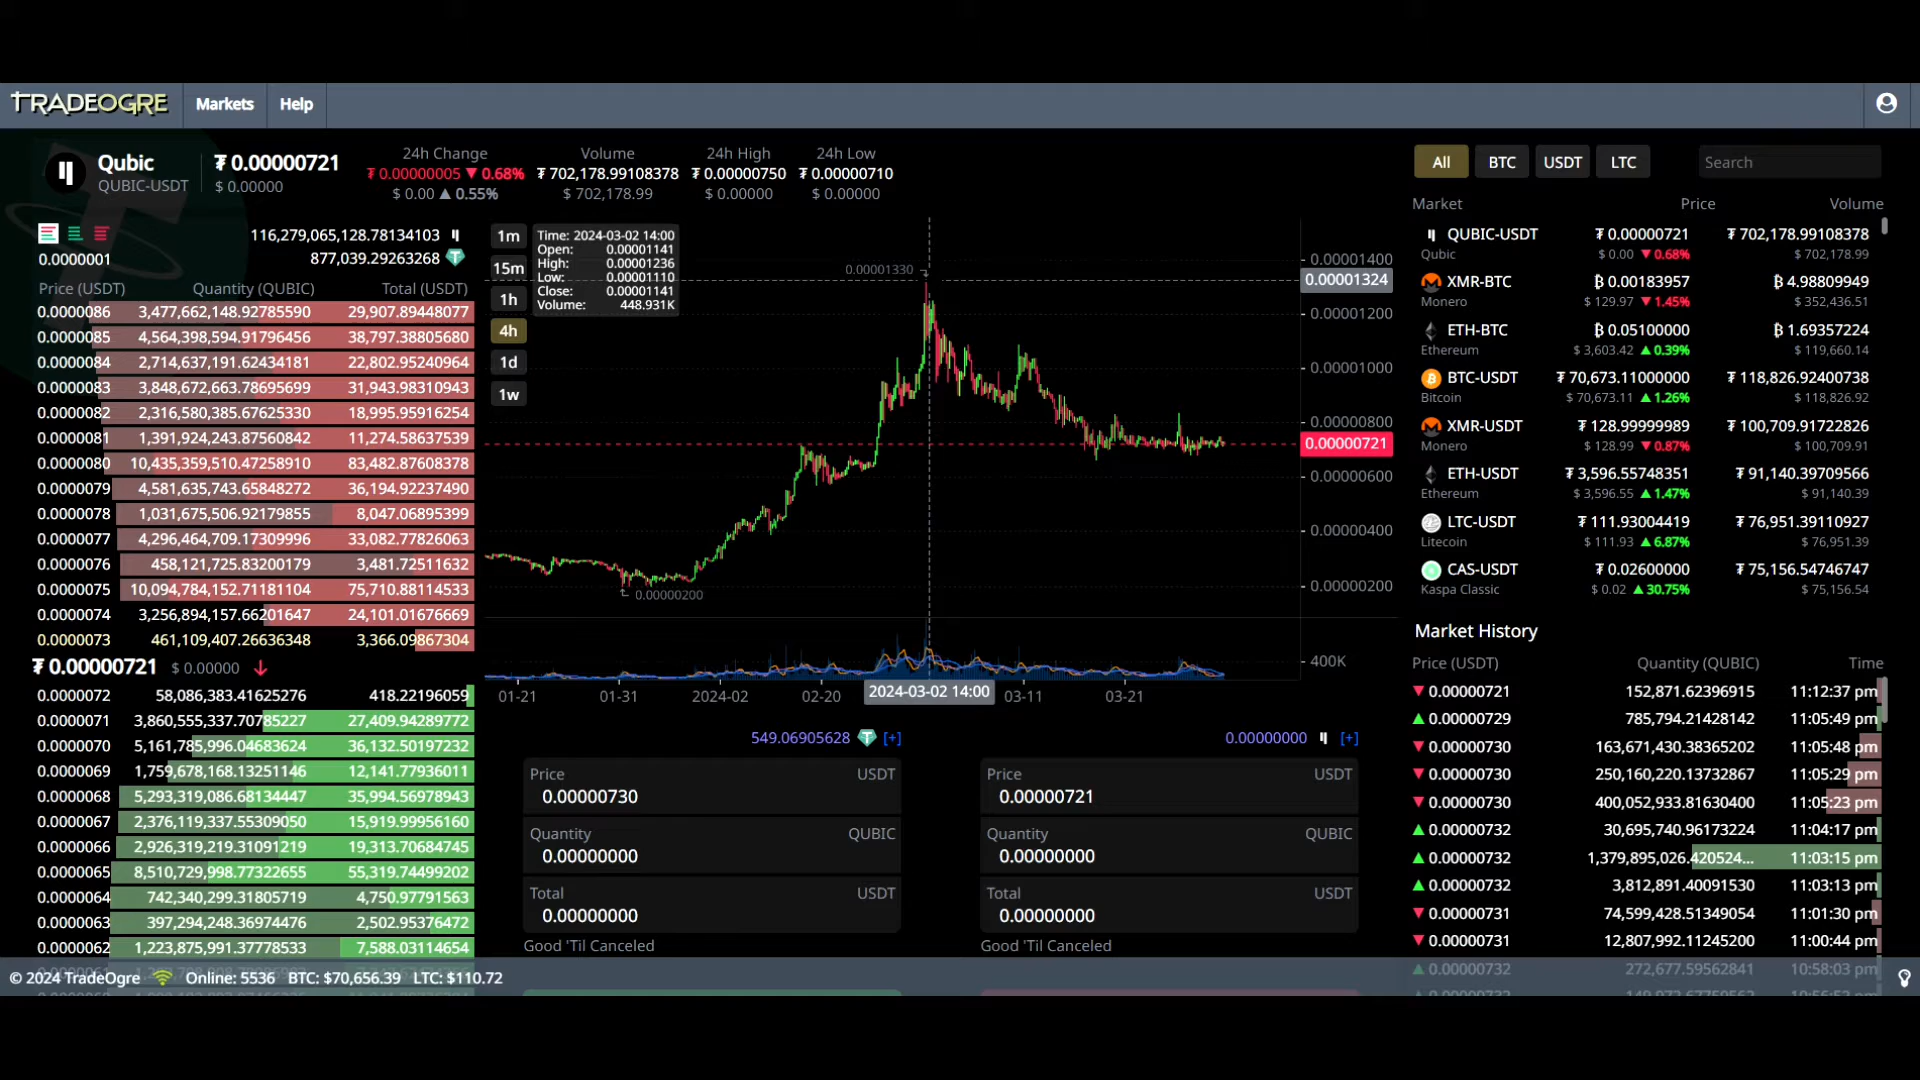 TRADEOGRE Markets Help
Qubic
QUBIC-USDT
₮ 0.00000721
$ 0.00000
24h Change
₮ 0.00000005 ▼ 0.68%
$ 0.00 ▲ 0.55%
Volume
₮ 702,178.99108378
$ 702,178.99
24h High
₮ 0.00000750
$ 0.00000
24h Low
₮ 0.00000710
$ 0.00000
116,279,065,128.78134103
0.0000001
877,039.29263268
Price (USDT) Quantity (QUBIC) Total (USDT)
0.0000086 3,477,662,148.92785590 29,907.89448077
0.0000085 4,564,398,594.91796456 38,797.38805680
0.0000084 2,714,637,191.62434181 22,802.95240964
0.0000083 3,848,672,663.78695699 31,943.98310943
0.0000082 2,316,580,385.67625330 18,995.95916254
0.0000081 1,391,924,243.87560842 11,274.58637539
0.0000080 10,435,359,510.47258910 83,482.87608378
0.0000079 4,581,635,743.65848272 36,194.92237490
0.0000078 1,031,675,506.92179855 8,047.06895399
0.0000077 4,296,464,709.17309996 33,082.77826063
0.0000076 458,121,725.83200179 3,481.72511632
0.0000075 10,094,784,152.71181104 75,710.88114533
0.0000074 3,256,894,157.66201647 24,101.01676669
0.0000073 461,109,407.26636348 3,366.09867304
₮ 0.00000721 $ 0.00000 ↓
0.0000072 58,086,383.41625276 418.22196059
0.0000071 3,860,555,337.70785227 27,409.94289772
0.0000070 5,161,785,996.04683624 36,132.50197232
0.0000069 1,759,678,168.13251146 12,141.77936011
0.0000068 5,293,319,086.68134447 35,994.56978943
0.0000067 2,376,119,337.55309050 15,919.99956160
0.0000066 2,926,319,219.31091219 19,313.70684745
0.0000065 8,510,729,998.77322655 55,319.74499202
0.0000064 742,340,299.31805719 4,750.97791563
0.0000063 397,294,248.36974476 2,502.95376472
0.0000062 1,223,875,991.37778533 7,588.03114654
1m
15m
1h
4h
1d
1w
Time: 2024-03-02 14:00
Open: 0.00001141
High: 0.00001236
Low: 0.00001110
Close: 0.00001141
Volume: 448.931K
0.00001330
0.00000200
0.00001400
0.00001324
0.00001200
0.00001000
0.00000800
0.00000721
0.00000600
0.00000400
0.00000200
400K
01-21 01-31 2024-02 02-20 2024-03-02 14:00 03-11 03-21
549.06905628 [+]
Price USDT
0.00000730
Quantity QUBIC
0.00000000
Total USDT
0.00000000
Good 'Til Canceled
0.00000000 [+]
Price USDT
0.00000721
Quantity QUBIC
0.00000000
Total USDT
0.00000000
Good 'Til Canceled
All BTC USDT LTC Search
Market Price Volume
QUBIC-USDT ₮ 0.00000721 ₮ 702,178.99108378
Qubic $ 0.00 ▼ 0.68% $ 702,178.99
XMR-BTC ₿ 0.00183957 ₿ 4.98809949
Monero $ 129.97 ▼ 1.45% $ 352,436.51
ETH-BTC ₿ 0.05100000 ₿ 1.69357224
Ethereum $ 3,603.42 ▲ 0.39% $ 119,660.14
BTC-USDT ₮ 70,673.11000000 ₮ 118,826.92400738
Bitcoin $ 70,673.11 ▲ 1.26% $ 118,826.92
XMR-USDT ₮ 128.99999989 ₮ 100,709.91722826
Monero $ 128.99 ▼ 0.87% $ 100,709.91
ETH-USDT ₮ 3,596.55748351 ₮ 91,140.39709566
Ethereum $ 3,596.55 ▲ 1.47% $ 91,140.39
LTC-USDT ₮ 111.93004419 ₮ 76,951.39110927
Litecoin $ 111.93 ▲ 6.87% $ 76,951.39
CAS-USDT ₮ 0.02600000 ₮ 75,156.54746747
Kaspa Classic $ 0.02 ▲ 30.75% $ 75,156.54
Market History
Price (USDT) Quantity (QUBIC) Time
▼ 0.00000721 152,871.62396915 11:12:37 pm
▲ 0.00000729 785,794.21428142 11:05:49 pm
▼ 0.00000730 163,671,430.38365202 11:05:48 pm
▼ 0.00000730 250,160,220.13732867 11:05:29 pm
▼ 0.00000730 400,052,933.81630400 11:05:23 pm
▲ 0.00000732 30,695,740.96173224 11:04:17 pm
▲ 0.00000732 1,379,895,026.420524... 11:03:15 pm
▲ 0.00000732 3,812,891.40091530 11:03:13 pm
▼ 0.00000731 74,599,428.51349054 11:01:30 pm
▼ 0.00000731 12,807,992.11245200 11:00:44 pm
▲ 0.00000732 272,677.59562841 10:58:03 pm
© 2024 TradeOgre Online: 5536 BTC: $70,656.39 LTC: $110.72